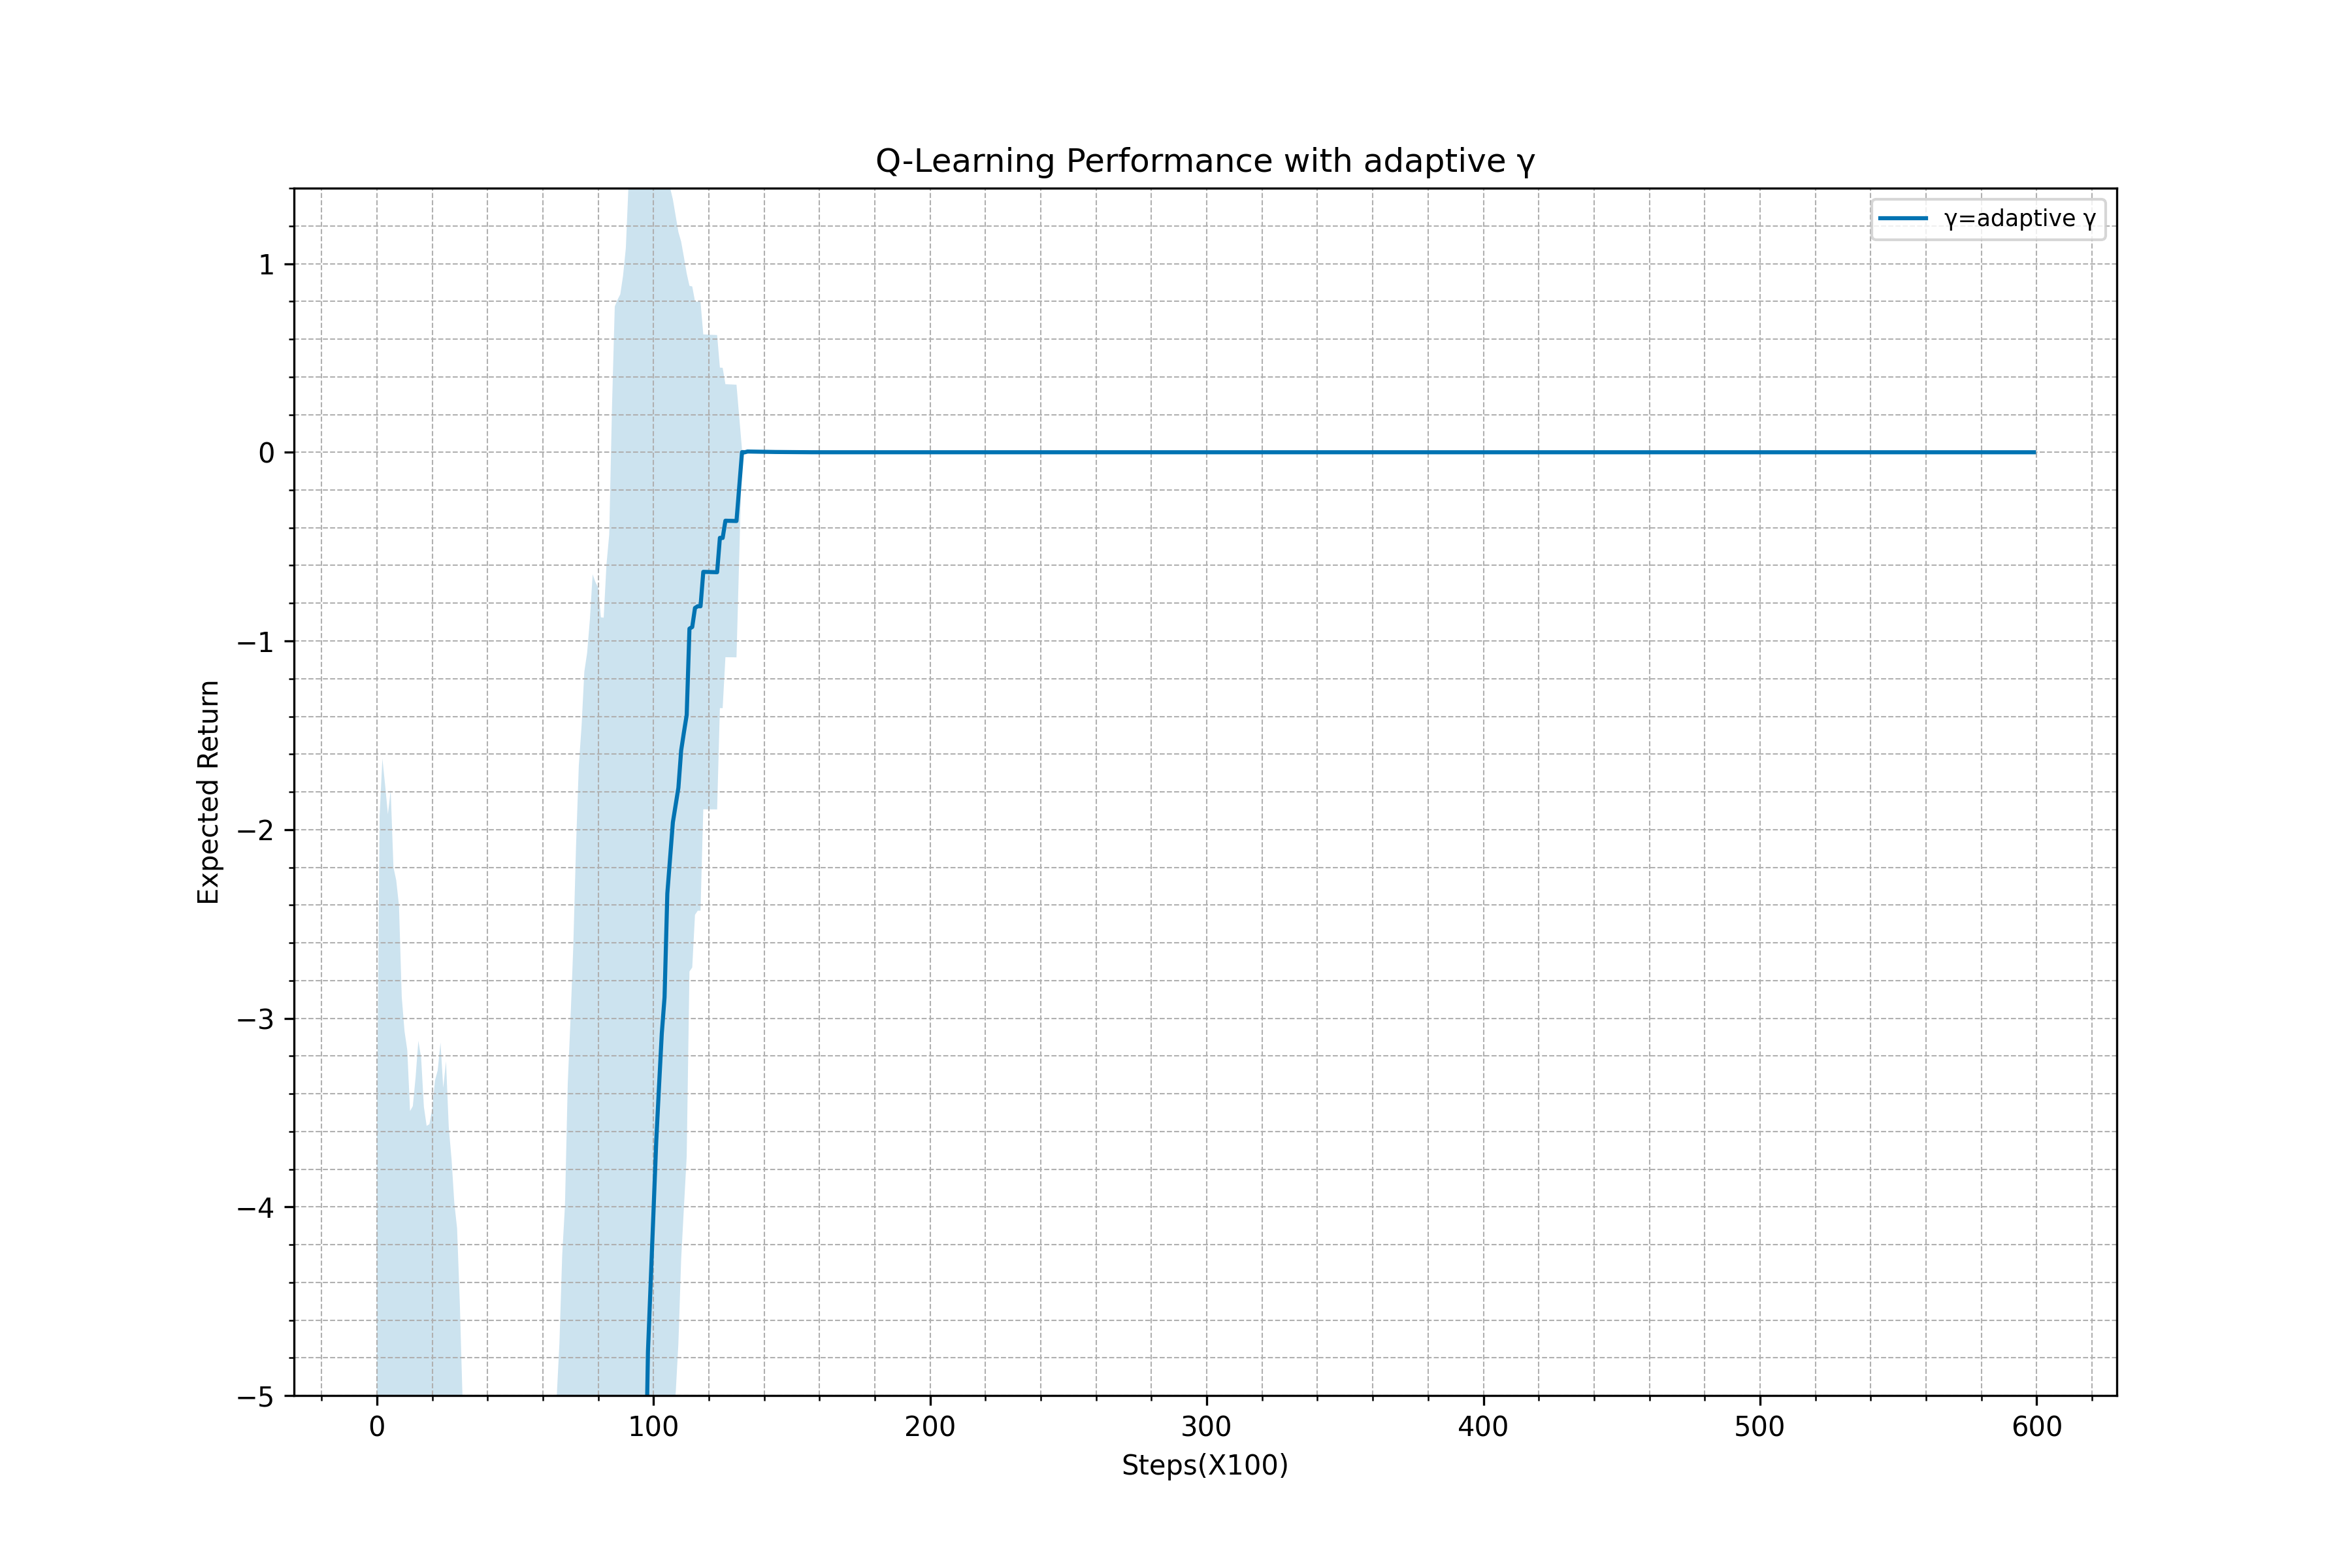 Q-Learning Performance with adaptive γ
γ=adaptive γ
1
0
−1
−2
−3
−4
−5
Expected Return
0 100 200 300 400 500 600
Steps(X100)